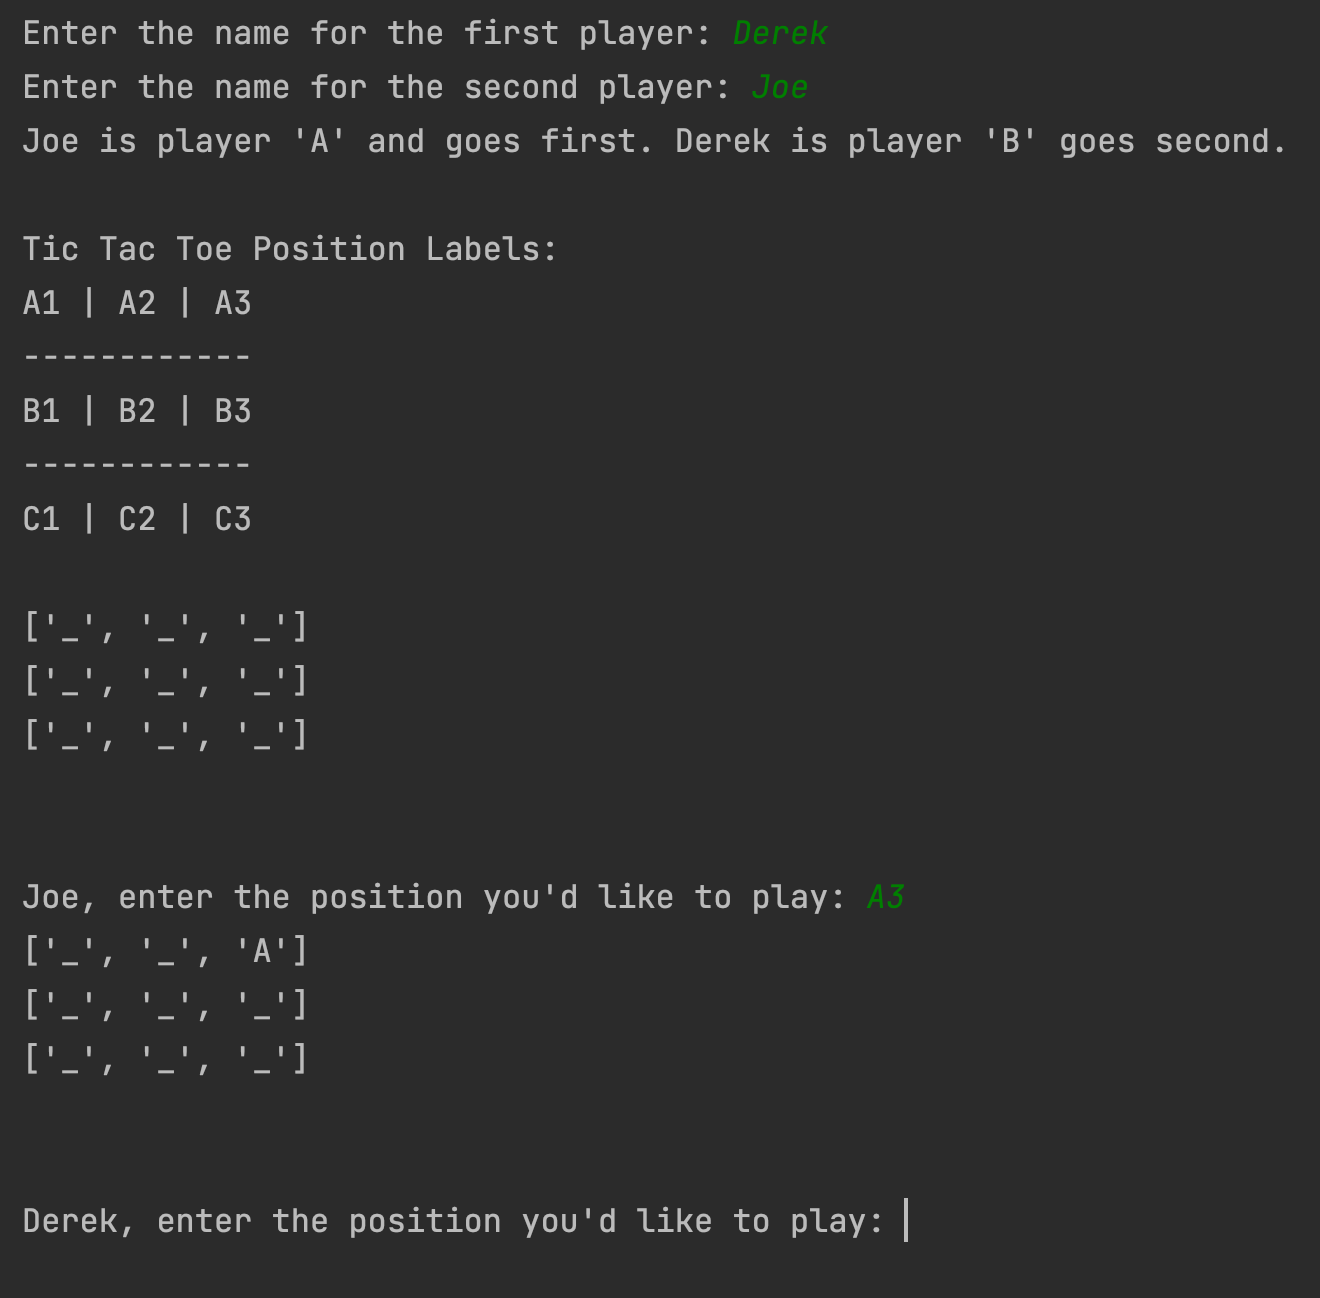 Enter the name for the first player: Derek
Enter the name for the second player: Joe
Joe is player 'A' and goes first. Derek is player 'B' goes second.
Tic Tac Toe Position Labels:
A1 | A2 | A3
------------
B1 | B2 | B3
------------
C1 | C2 | C3
['_', '_', '_']
['_', '_', '_']
['_', '_', '_']
Joe, enter the position you'd like to play: A3
['_', '_', 'A']
['_', '_', '_']
['_', '_', '_']
Derek, enter the position you'd like to play: